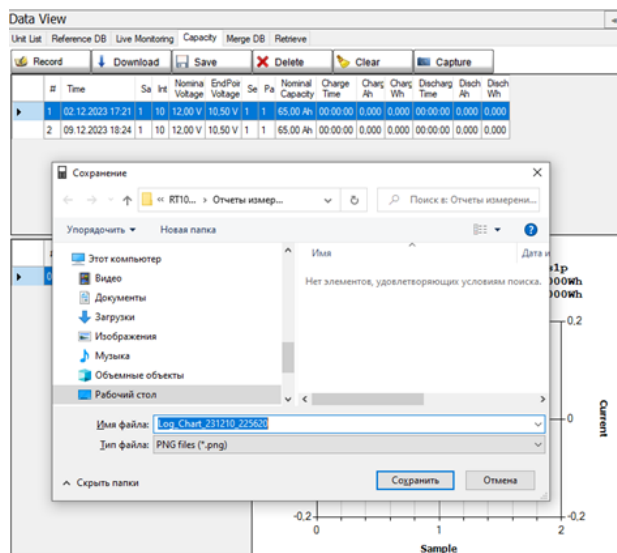 Data View
Unit List Reference DB Live Monitoring Capacity Merge DB Retrieve
Record Download Save Delete Clear Capture
# Time Sa Int Nomina Voltage EndPoi Voltage Se Pa Nominal Capacity Charge Time Charg Ah Charg Wh Discharg Time Disch Ah Disch Wh
1 02.12.2023 17:21 1 10 12,00 V 10,50 V 1 1 65,00 Ah 00:00:00 0,000 0,000 00:00:00 0,000 0,000
2 09.12.2023 18:24 1 10 12,00 V 10,50 V 1 1 65,00 Ah 00:00:00 0,000 0,000 00:00:00 0,000 0,000
Сохранение
« RT10... › Отчеты измер...
Поиск в: Отчеты измерени...
Упорядочить Новая папка
Этот компьютер
Видео
Документы
Загрузки
Изображения
Музыка
Объемные объекты
Рабочий стол
Имя Дата и
Нет элементов, удовлетворяющих условиям поиска.
Имя файла: Log_Chart_231210_225620
Тип файла: PNG files (*.png)
Скрыть папки
Сохранить Отмена
000Wh
000Wh
0,2
0
-0,2 -0,2
Current
0 1 2
Sample